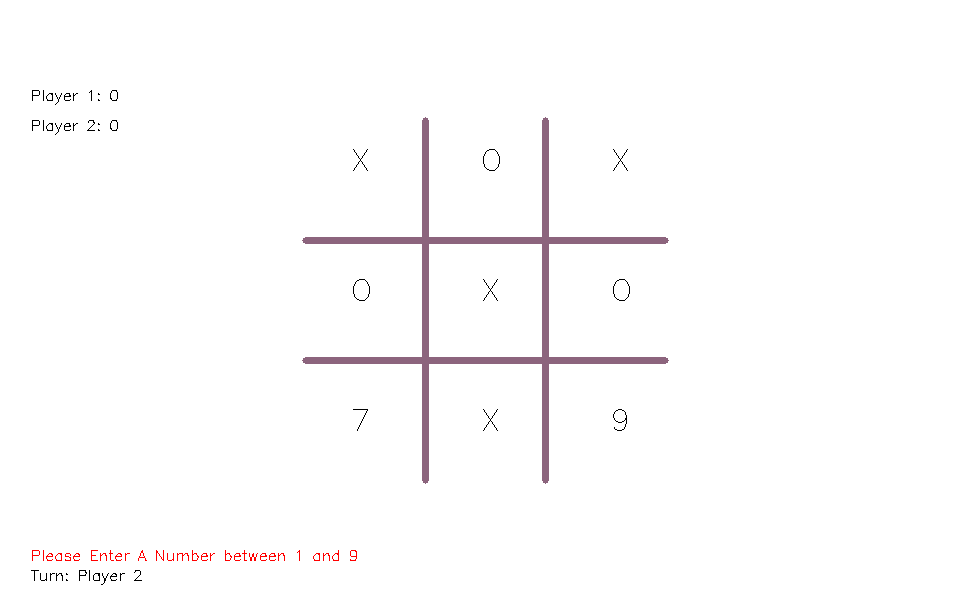 Player 1: 0
Player 2: 0
X O X
O X O
7 X 9
Please Enter A Number between 1 and 9
Turn: Player 2